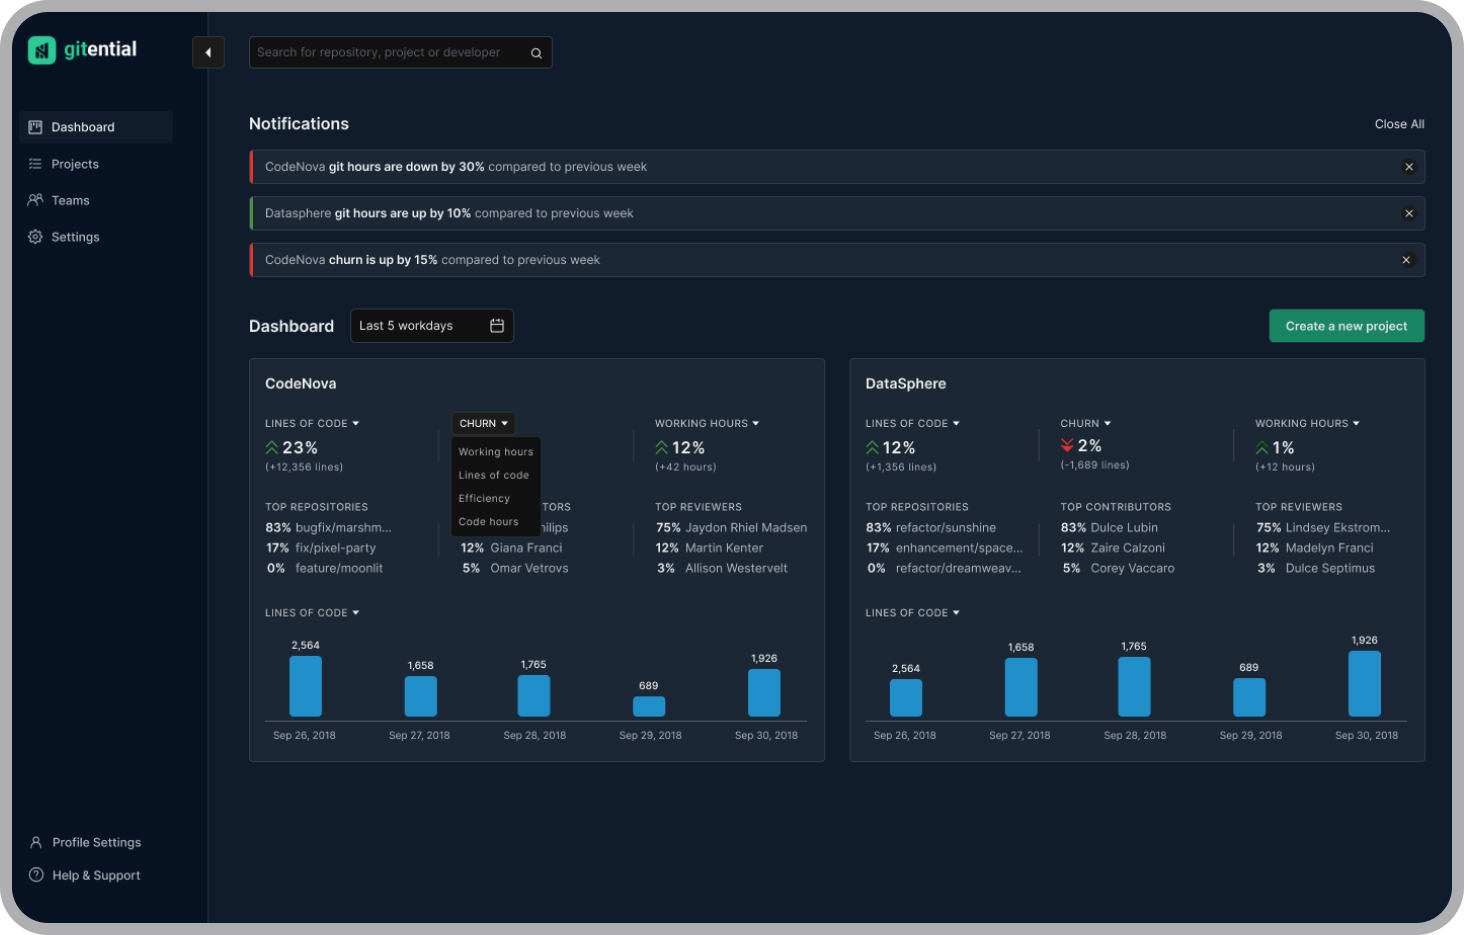 gitential
Search for repository, project or developer
Dashboard
Projects
Teams
Settings
Profile Settings
Help & Support
Notifications
Close All
CodeNova git hours are down by 30% compared to previous week
Datasphere git hours are up by 10% compared to previous week
CodeNova churn is up by 15% compared to previous week
Dashboard
Last 5 workdays
Create a new project
CodeNova
LINES OF CODE
23%
(+12,356 lines)
CHURN
Working hours
Lines of code
Efficiency
Code hours
WORKING HOURS
12%
(+42 hours)
TOP REPOSITORIES
83% bugfix/marshm...
17% fix/pixel-party
0% feature/moonlit
12% Giana Franci
5% Omar Vetrovs
TOP REVIEWERS
75% Jaydon Rhiel Madsen
12% Martin Kenter
3% Allison Westervelt
LINES OF CODE
2,564
1,658
1,765
689
1,926
Sep 26, 2018
Sep 27, 2018
Sep 28, 2018
Sep 29, 2018
Sep 30, 2018
DataSphere
LINES OF CODE
12%
(+1,356 lines)
CHURN
2%
(-1,689 lines)
WORKING HOURS
1%
(+12 hours)
TOP REPOSITORIES
83% refactor/sunshine
17% enhancement/space...
0% refactor/dreamweav...
TOP CONTRIBUTORS
83% Dulce Lubin
12% Zaire Calzoni
5% Corey Vaccaro
TOP REVIEWERS
75% Lindsey Ekstrom...
12% Madelyn Franci
3% Dulce Septimus
LINES OF CODE
2,564
1,658
1,765
689
1,926
Sep 26, 2018
Sep 27, 2018
Sep 28, 2018
Sep 29, 2018
Sep 30, 2018